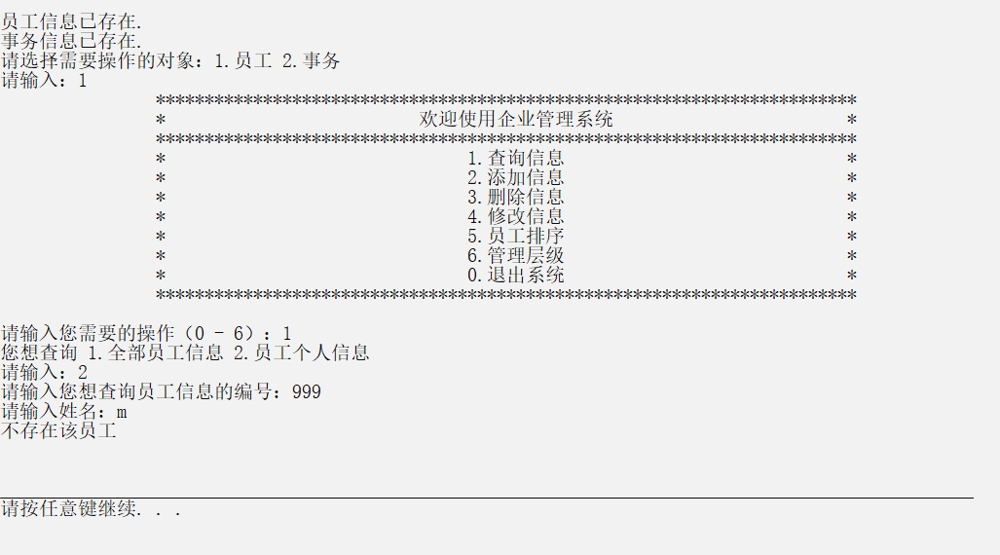 员工信息已存在.
事务信息已存在.
请选择需要操作的对象：1.员工 2.事务
请输入：1
************************************************************************
* 欢迎使用企业管理系统 *
************************************************************************
* 1.查询信息 *
* 2.添加信息 *
* 3.删除信息 *
* 4.修改信息 *
* 5.员工排序 *
* 6.管理层级 *
* 0.退出系统 *
************************************************************************
请输入您需要的操作（0 - 6）：1
您想查询 1.全部员工信息 2.员工个人信息
请输入：2
请输入您想查询员工信息的编号：999
请输入姓名：m
不存在该员工
请按任意键继续. . .